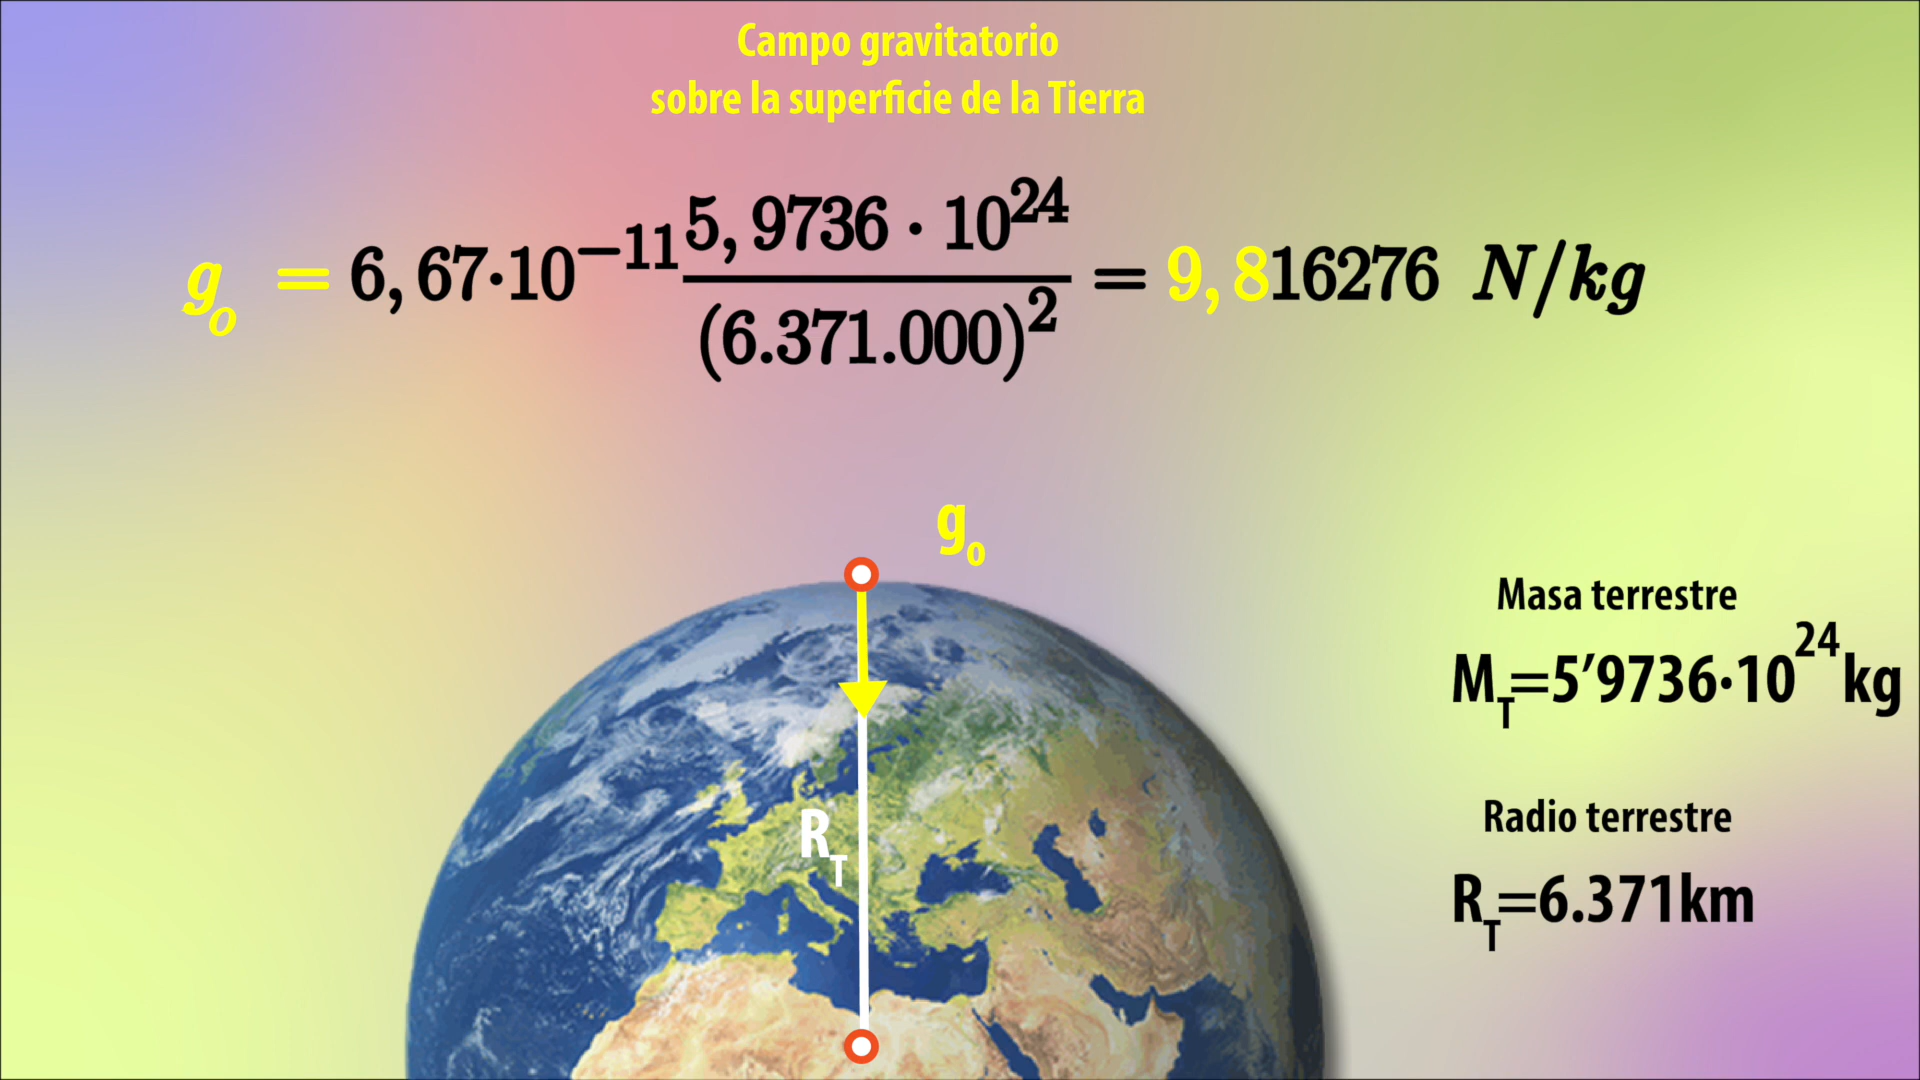 Campo gravitatorio
sobre la superficie de la Tierra
g₀ = 6,67·10⁻¹¹ 5,9736 · 10²⁴ / (6.371.000)² = 9,816276 N/kg
g₀
Masa terrestre
M_T=5’9736·10²⁴kg
R_T
Radio terrestre
R_T=6.371km